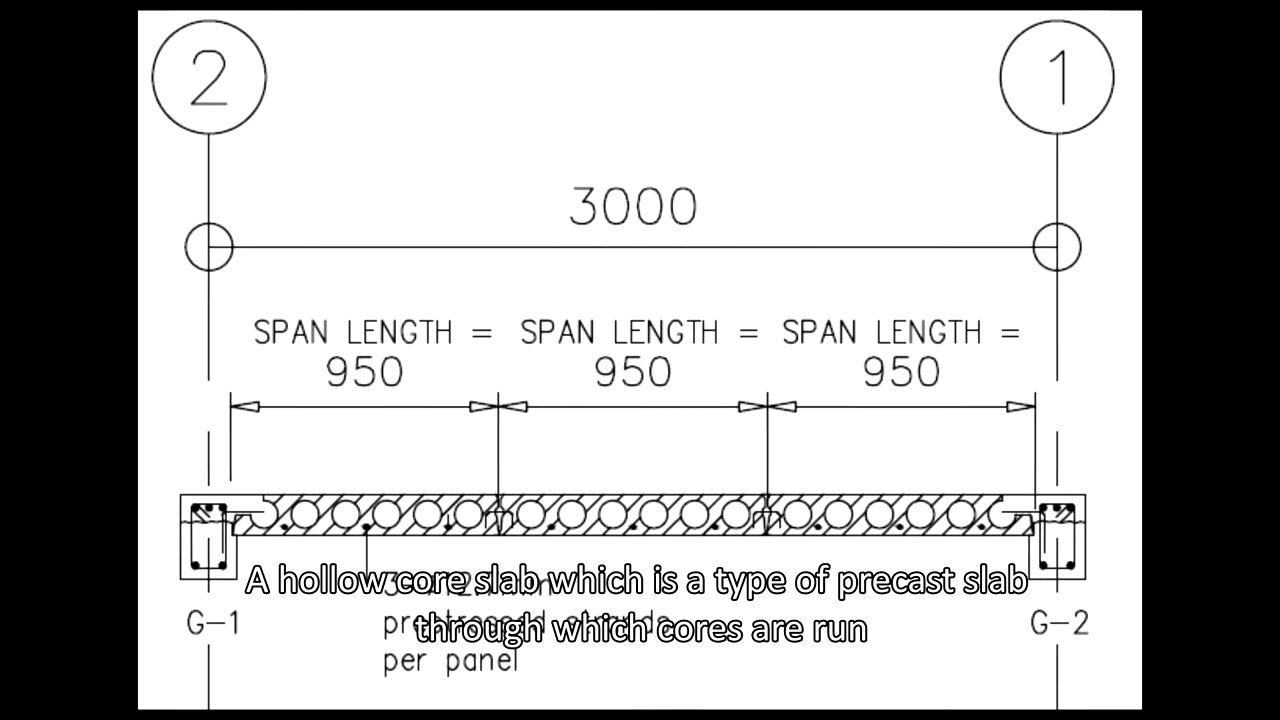 2
1
3000
SPAN LENGTH = SPAN LENGTH = SPAN LENGTH =
950 950 950
A hollow core slab which is a type of precast slab
through which cores are run
G-1
G-2
per panel